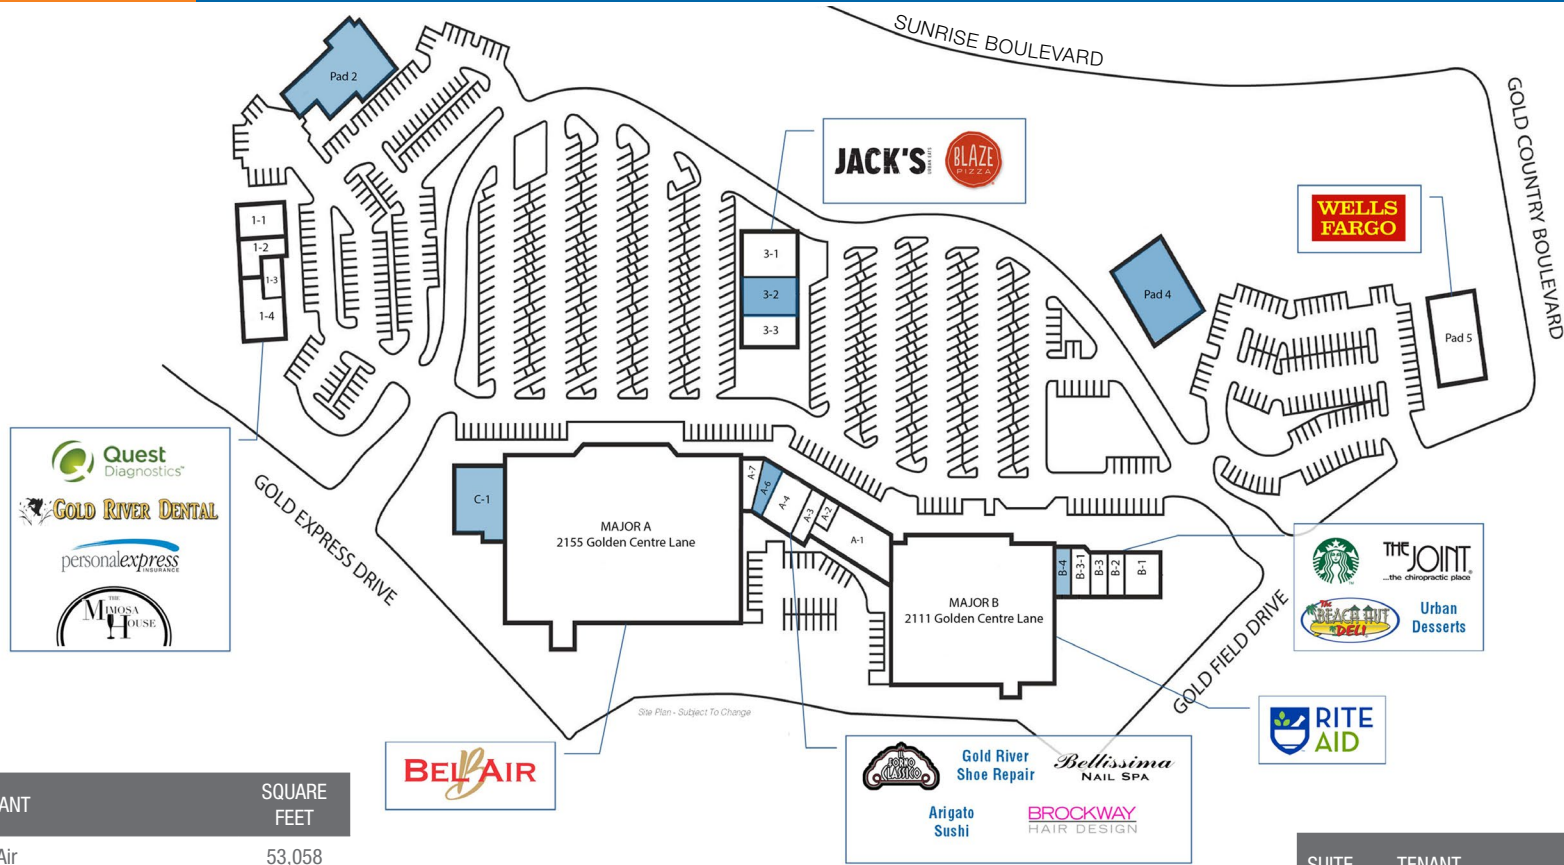 SUNRISE BOULEVARD
GOLD COUNTRY BOULEVARD
Pad 2
JACK'S
URBAN EATS
BLAZE
PIZZA
WELLS
FARGO
1-1
1-2
1-3
1-4
3-1
3-2
3-3
Pad 4
Pad 5
Quest
Diagnostics
GOLD RIVER DENTAL
personalexpress
INSURANCE
THE
MIMOSA
HOUSE
GOLD EXPRESS DRIVE
C-1
MAJOR A
2155 Golden Centre Lane
A-7
A-6
A-4
A-3
A-2
A-1
MAJOR B
2111 Golden Centre Lane
B-4
B-3-1
B-3
B-2
B-1
THE JOINT
...the chiropractic place
The
BEACH HUT
DELI
Urban
Desserts
GOLD FIELD DRIVE
Site Plan - Subject To Change
RITE
AID
BEL AIR
IL
FORNO
CLASSICO
Gold River
Shoe Repair
Bellissima
NAIL SPA
Arigato
Sushi
BROCKWAY
HAIR DESIGN
ANT
SQUARE
FEET
Air
53,058
SUITE
TENANT